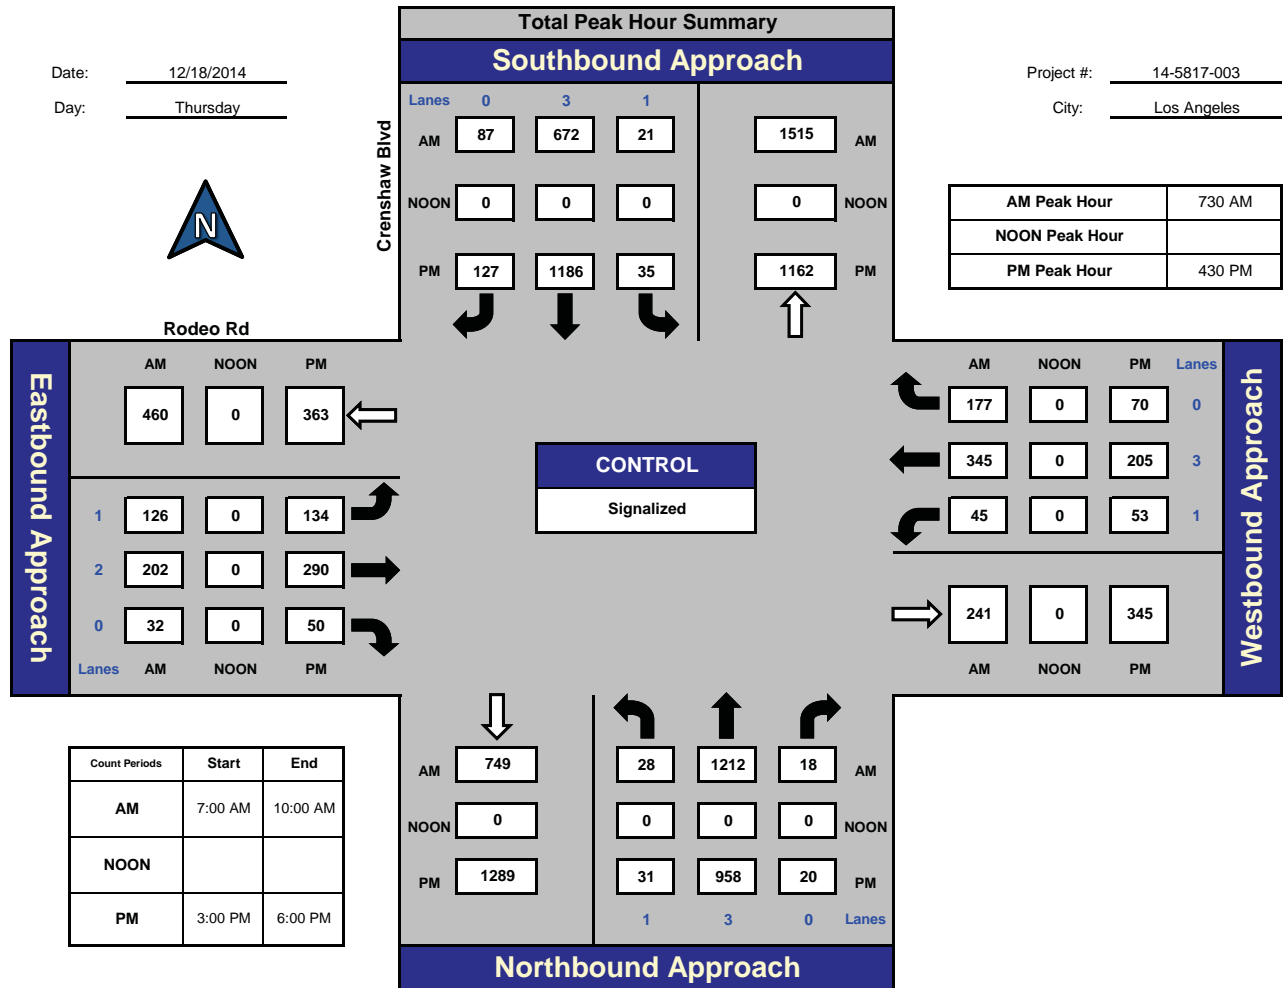 Total Peak Hour Summary
Southbound Approach
Date: 12/18/2014
Day: Thursday
Project #: 14-5817-003
City: Los Angeles
Crenshaw Blvd
Lanes 0 3 1
AM 87 672 21 1515 AM
NOON 0 0 0 0 NOON
PM 127 1186 35 1162 PM
N
AM Peak Hour 730 AM
NOON Peak Hour
PM Peak Hour 430 PM
Rodeo Rd
Eastbound Approach
AM NOON PM
460 0 363
1 126 0 134
2 202 0 290
0 32 0 50
Lanes AM NOON PM
CONTROL
Signalized
AM NOON PM Lanes
177 0 70 0
345 0 205 3
45 0 53 1
241 0 345
AM NOON PM
Westbound Approach
Count Periods Start End
AM 7:00 AM 10:00 AM
NOON
PM 3:00 PM 6:00 PM
AM 749 28 1212 18 AM
NOON 0 0 0 0 NOON
PM 1289 31 958 20 PM
1 3 0 Lanes
Northbound Approach